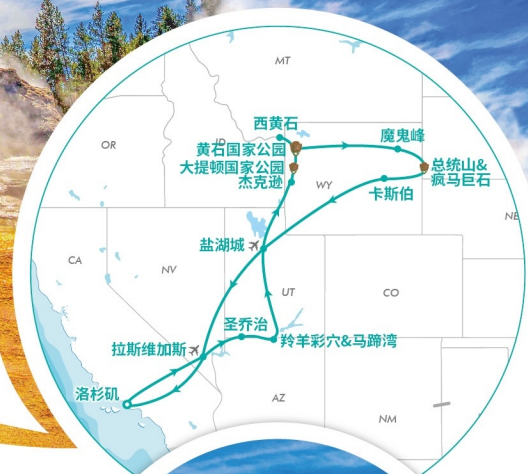 MT
西黄石
OR
ID
黄石国家公园
魔鬼峰
大提顿国家公园
总统山&
疯马巨石
杰克逊
WY
卡斯伯
NE
盐湖城
CA
NV
UT
CO
圣乔治
羚羊彩穴&马蹄湾
拉斯维加斯
洛杉矶
AZ
NM